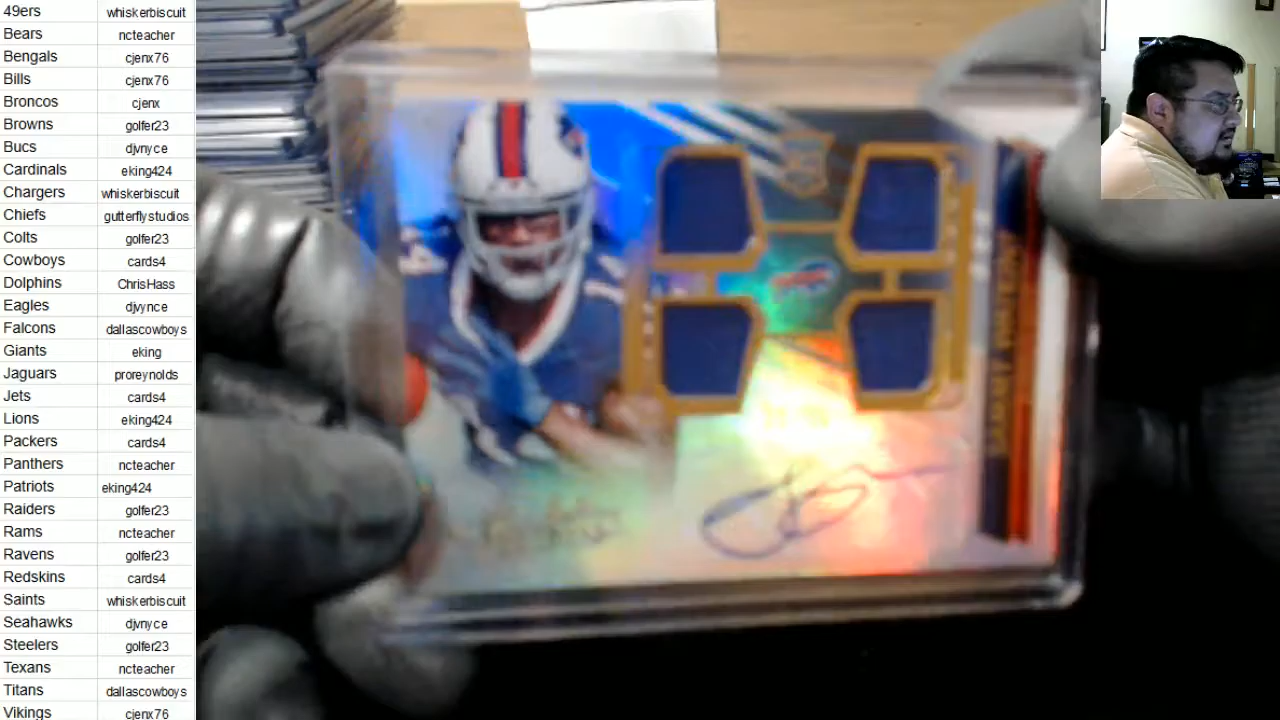 49ers whiskerbiscuit
Bears ncteacher
Bengals cjenx76
Bills cjenx76
Broncos cjenx
Browns golfer23
Bucs djvnyce
Cardinals eking424
Chargers whiskerbiscuit
Chiefs gutterflystudios
Colts golfer23
Cowboys cards4
Dolphins ChrisHass
Eagles djvynce
Falcons dallascowboys
Giants eking
Jaguars proreynolds
Jets cards4
Lions eking424
Packers cards4
Panthers ncteacher
Patriots eking424
Raiders golfer23
Rams ncteacher
Ravens golfer23
Redskins cards4
Saints whiskerbiscuit
Seahawks djvnyce
Steelers golfer23
Texans ncteacher
Titans dallascowboys
Vikings cjenx76